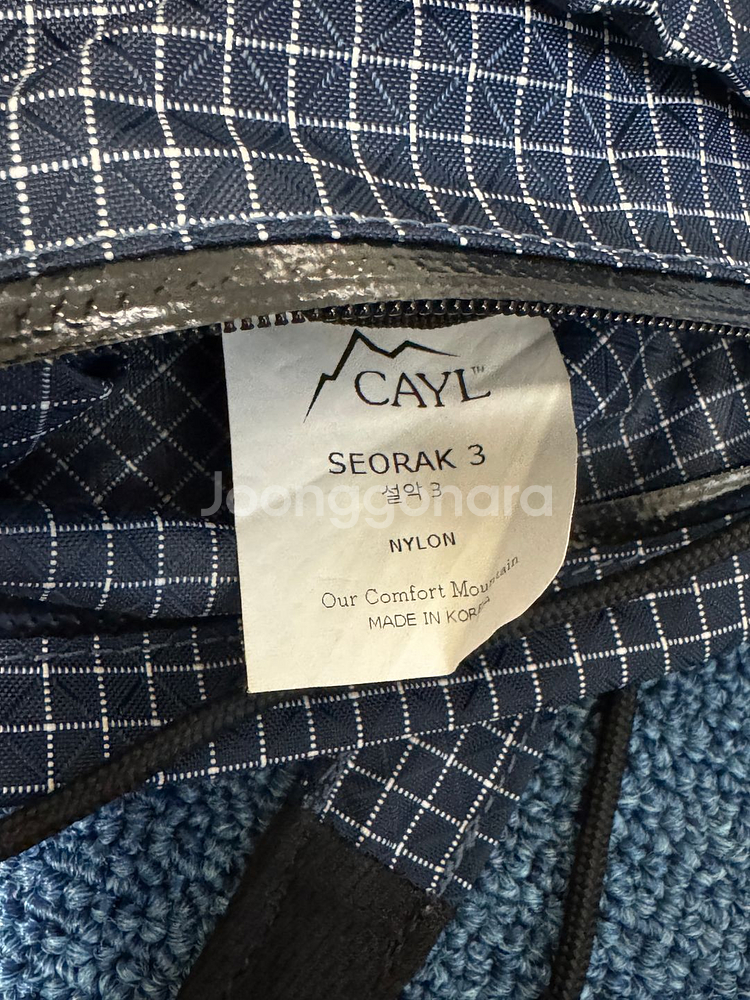 CAYL™
SEORAK 3
설악 3
Joonggonara
NYLON
Our Comfort Mountain
MADE IN KOREA